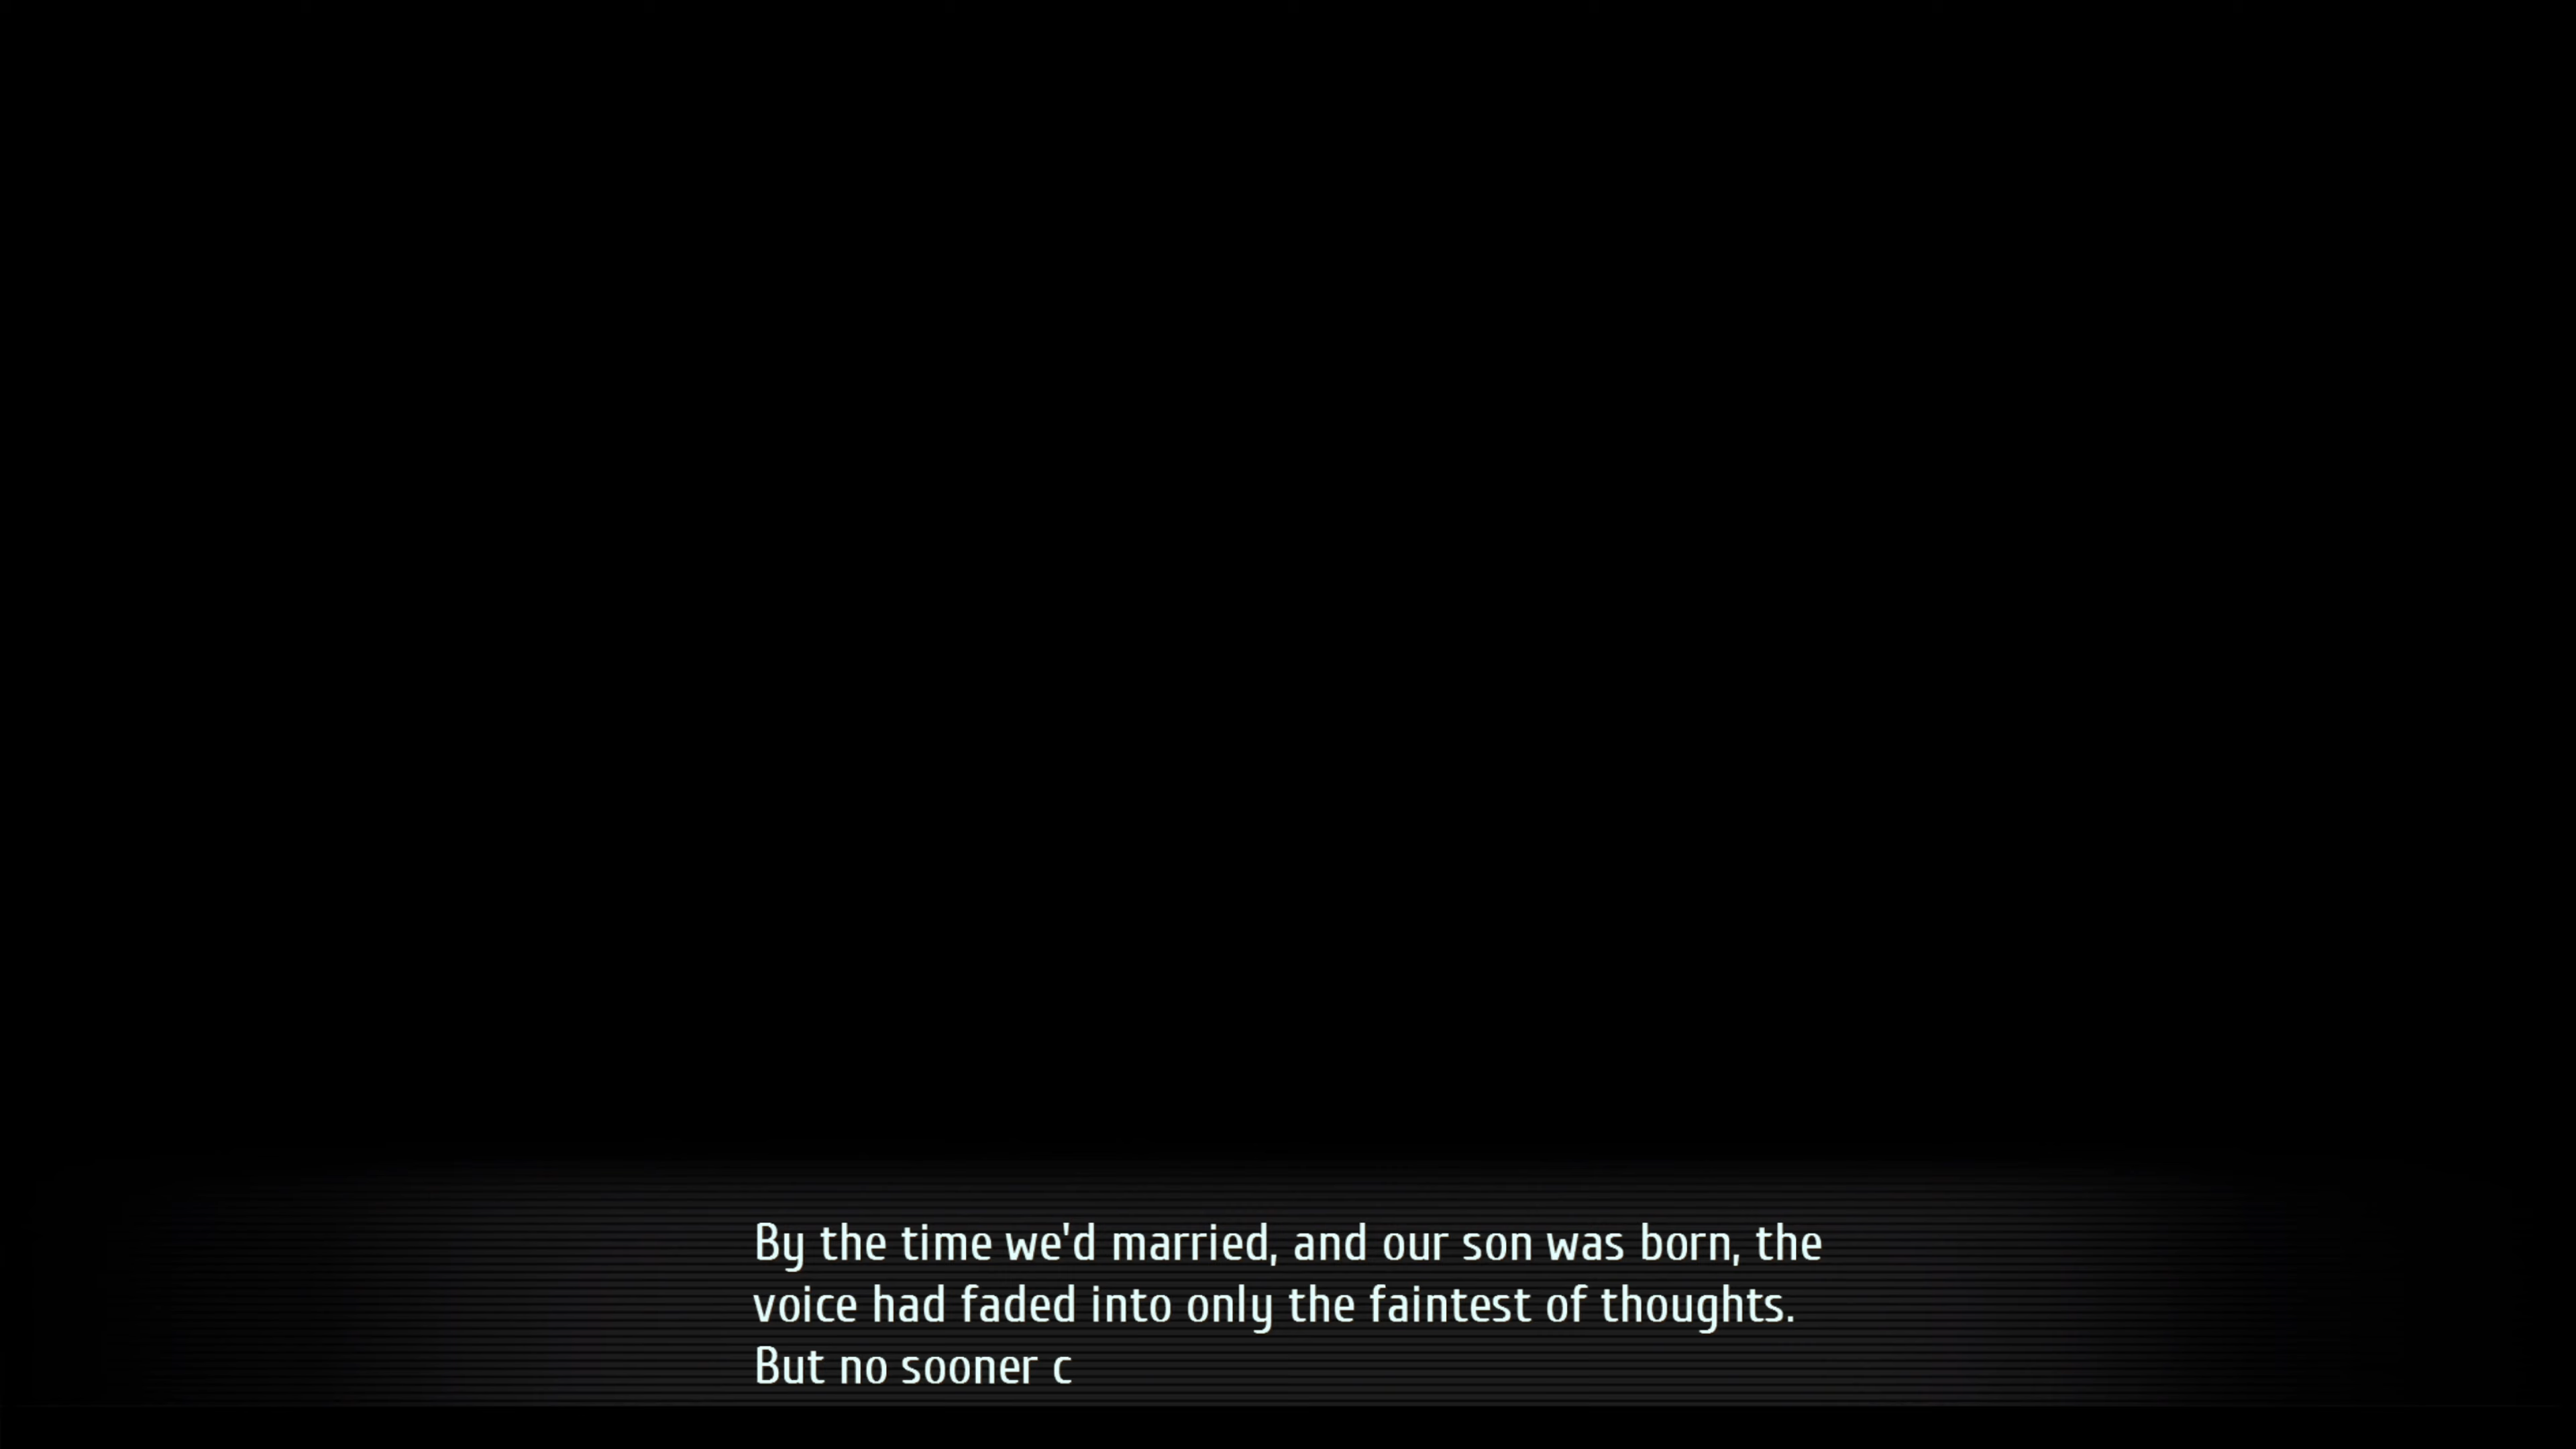 By the time we'd married, and our son was born, the
voice had faded into only the faintest of thoughts.
But no sooner c